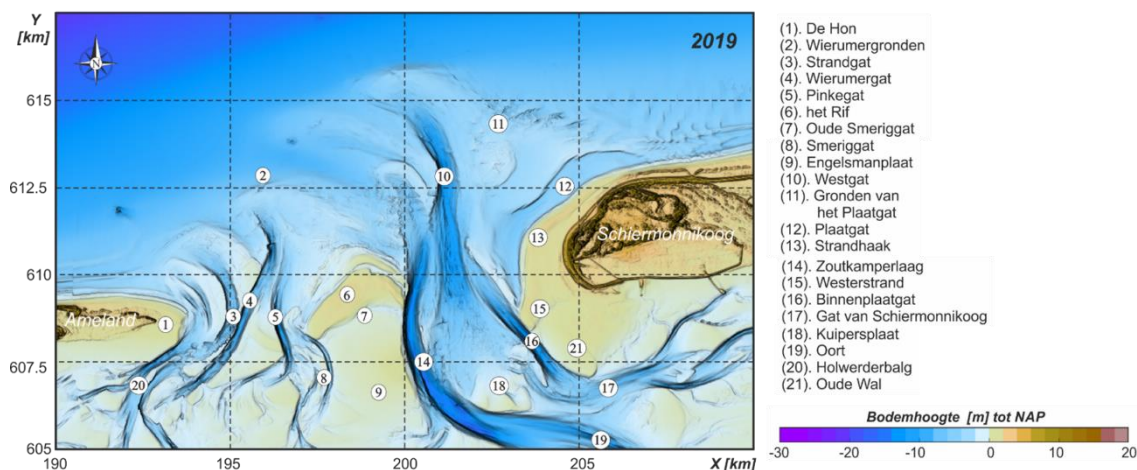 Y
[km]
2019
N
615
612.5
610
607.5
605
190
195
200
205
X [km]
Ameland
Schiermonnikoog
1
2
3
4
5
6
7
8
9
10
11
12
13
14
15
16
17
18
19
20
21
(1). De Hon
(2). Wierumergronden
(3). Strandgat
(4). Wierumergat
(5). Pinkegat
(6). het Rif
(7). Oude Smeriggat
(8). Smeriggat
(9). Engelsmanplaat
(10). Westgat
(11). Gronden van
het Plaatgat
(12). Plaatgat
(13). Strandhaak
(14). Zoutkamperlaag
(15). Westerstrand
(16). Binnenplaatgat
(17). Gat van Schiermonnikoog
(18). Kuipersplaat
(19). Oort
(20). Holwerderbalg
(21). Oude Wal
Bodemhoogte [m] tot NAP
-30 -20 -10 0 10 20